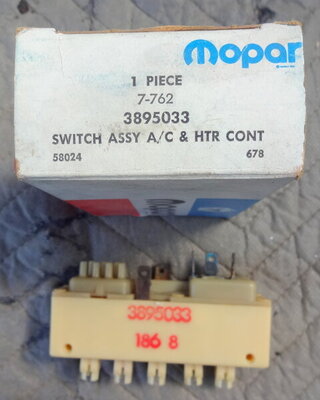 Mopar
1 PIECE
7-762
3895033
SWITCH ASSY A/C & HTR CONT
58024 678
3895033
186 8